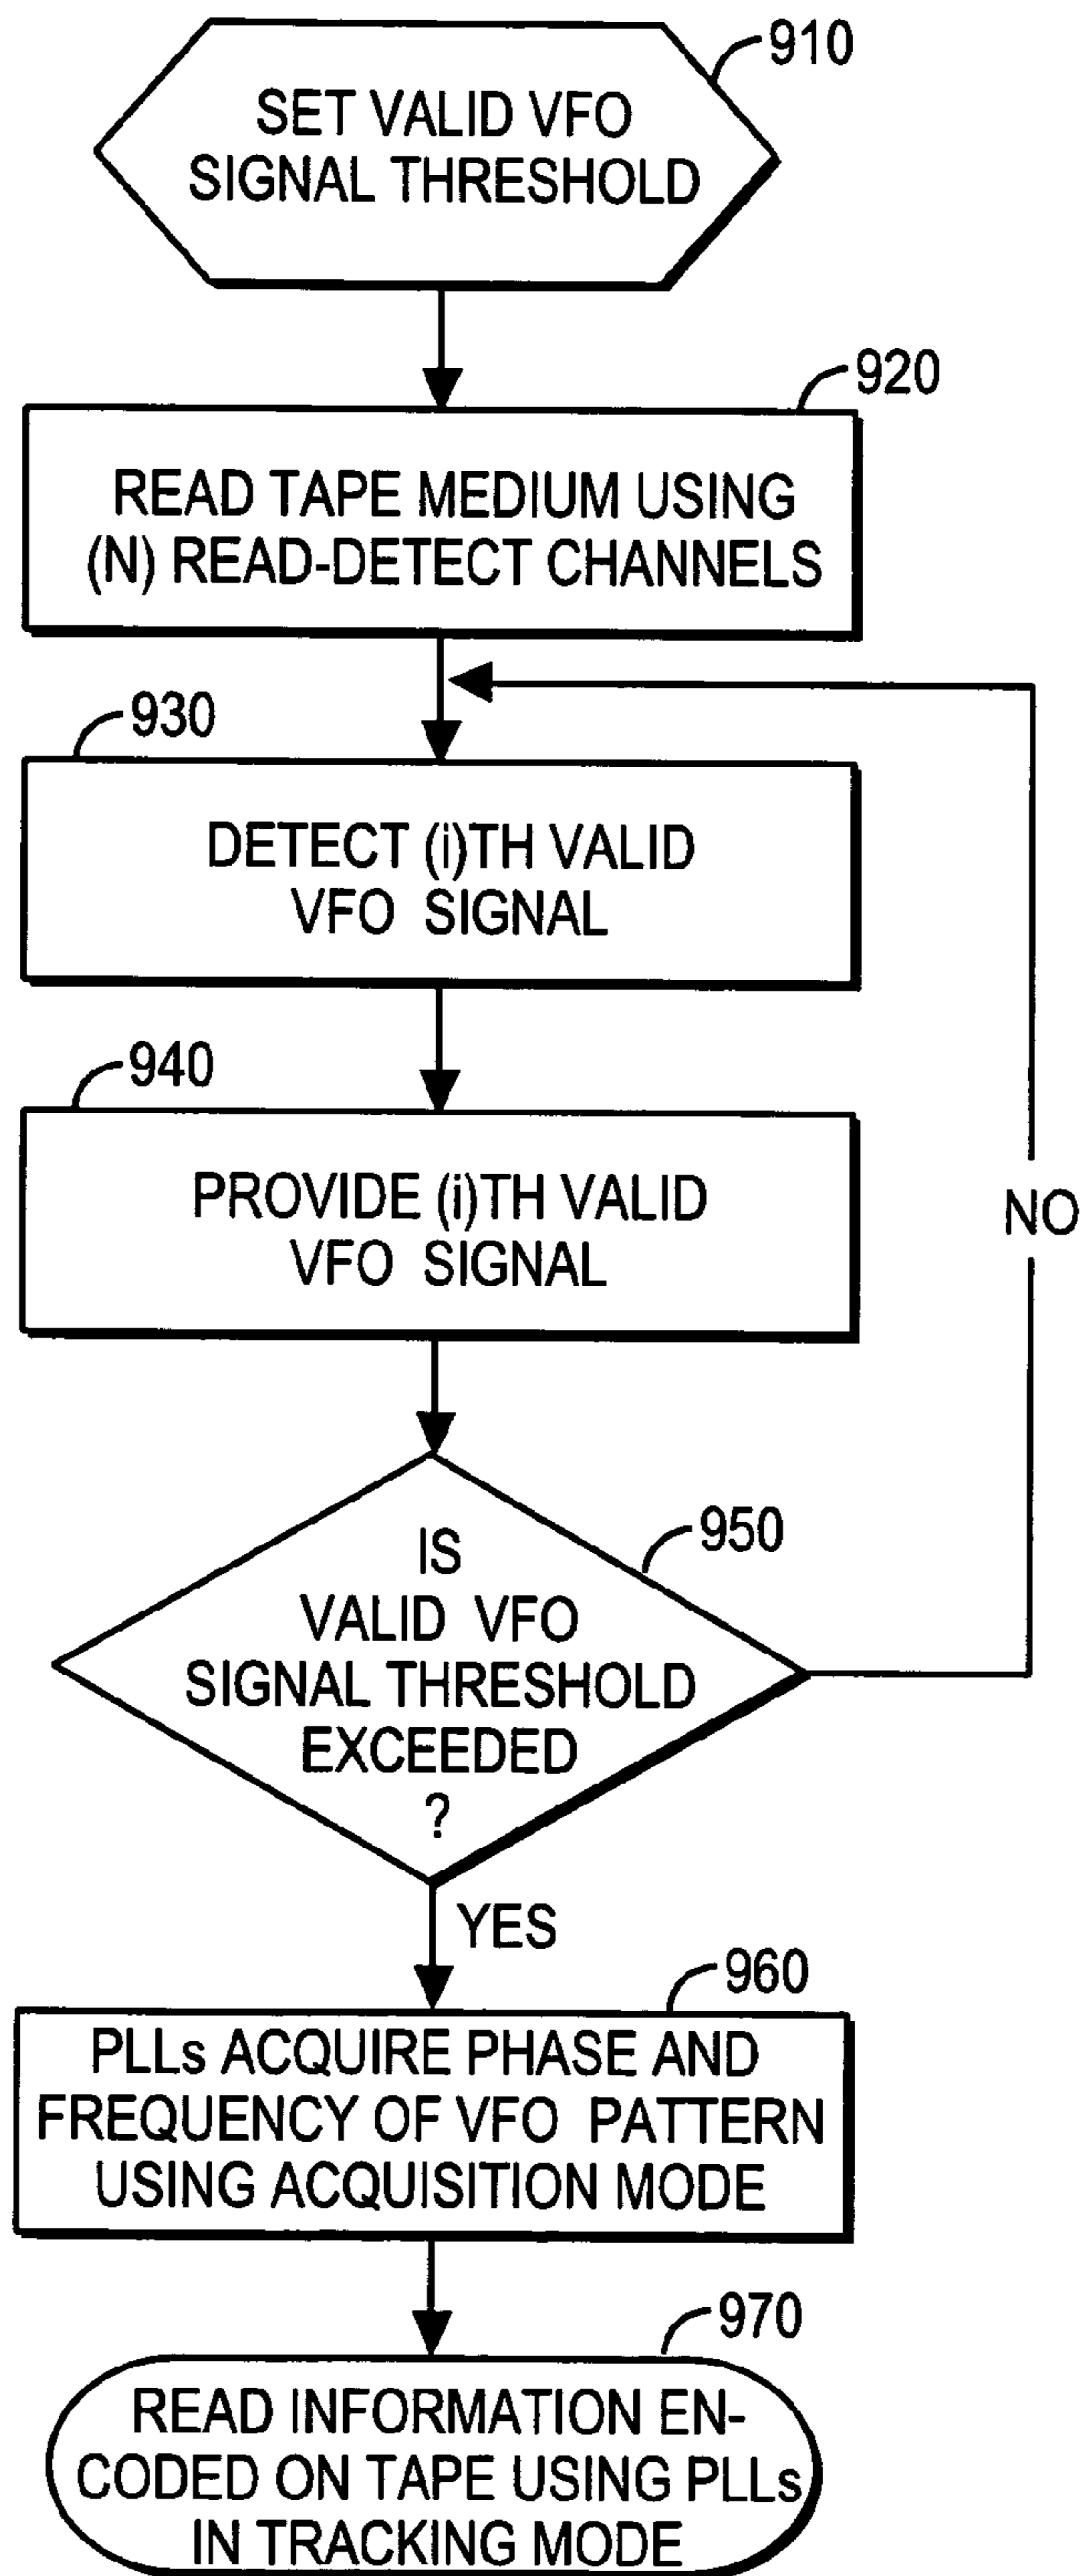 910
SET VALID VFO
SIGNAL THRESHOLD
920
READ TAPE MEDIUM USING
(N) READ-DETECT CHANNELS
930
DETECT (i)TH VALID
VFO SIGNAL
940
PROVIDE (i)TH VALID
VFO SIGNAL
NO
950
IS
VALID VFO
SIGNAL THRESHOLD
EXCEEDED
?
YES
960
PLLs ACQUIRE PHASE AND
FREQUENCY OF VFO PATTERN
USING ACQUISITION MODE
970
READ INFORMATION EN-
CODED ON TAPE USING PLLs
IN TRACKING MODE